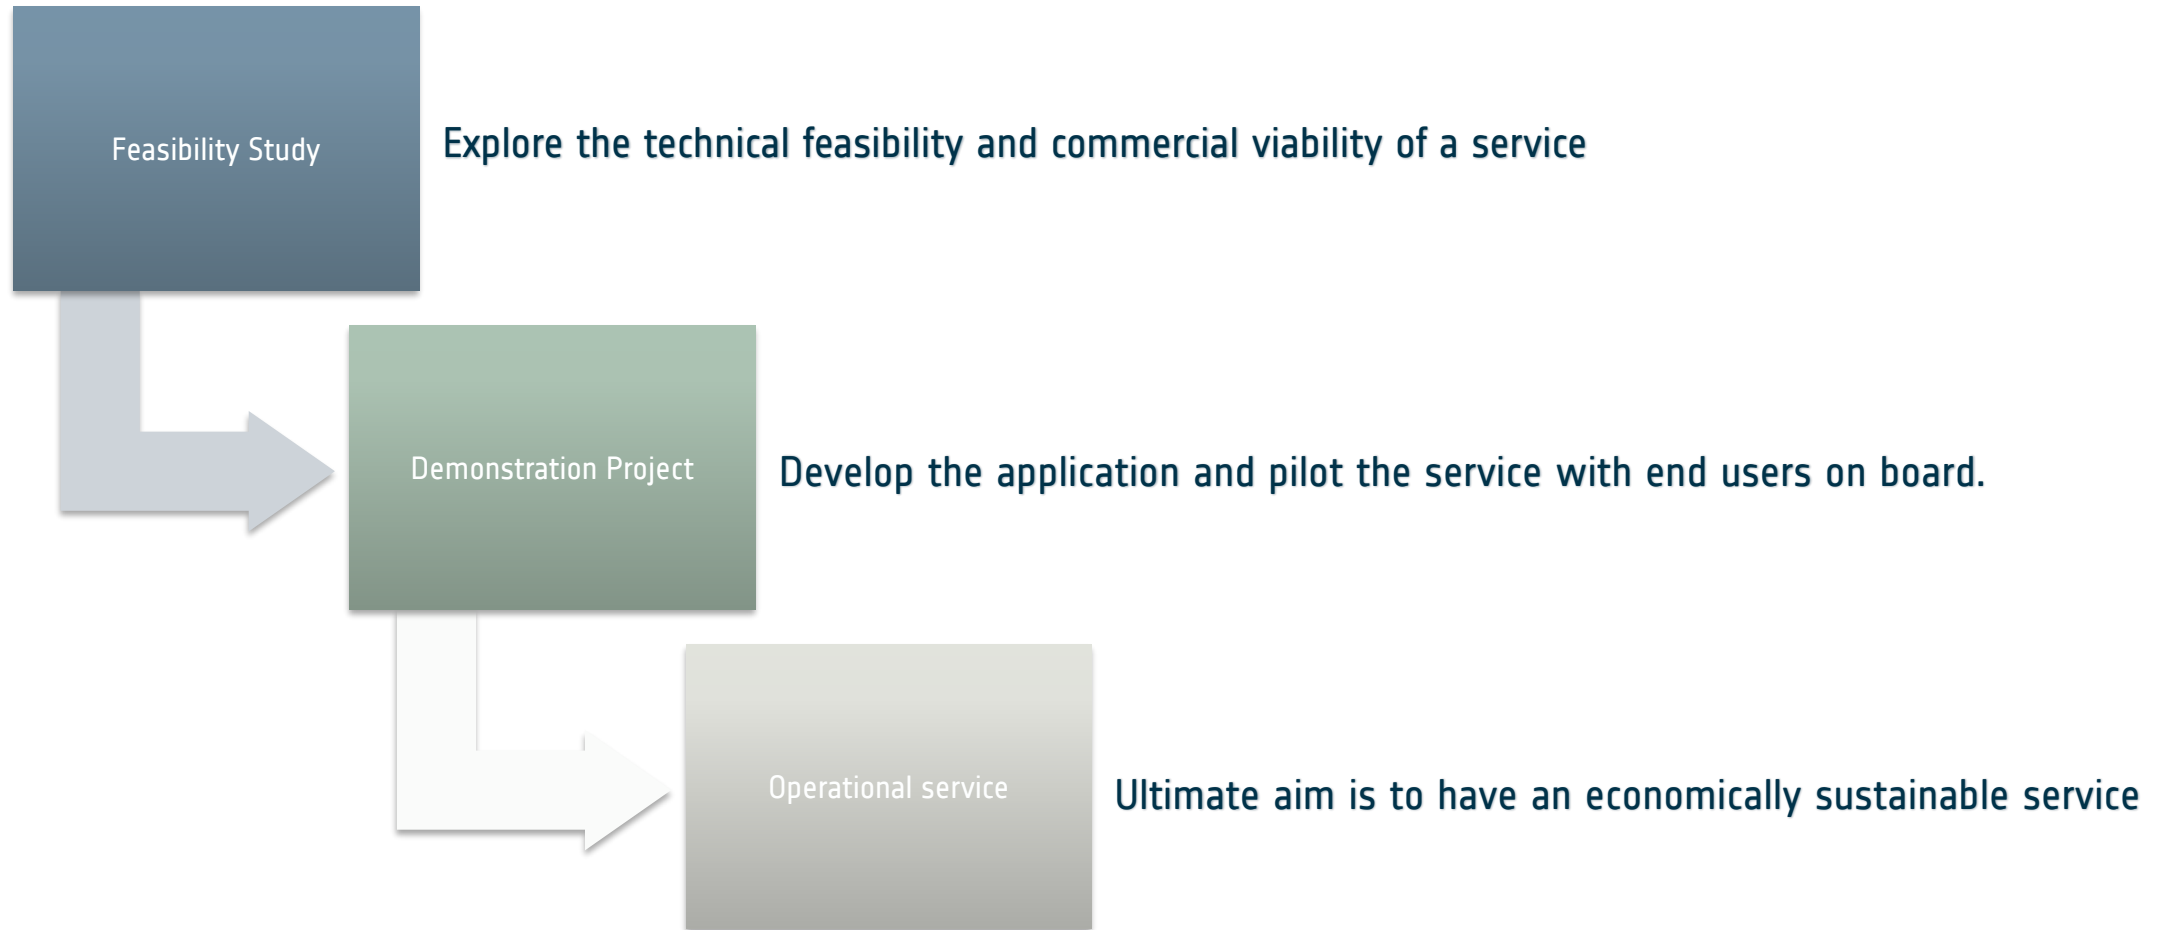 Feasibility Study
Explore the technical feasibility and commercial viability of a service
Demonstration Project
Develop the application and pilot the service with end users on board.
Operational service
Ultimate aim is to have an economically sustainable service